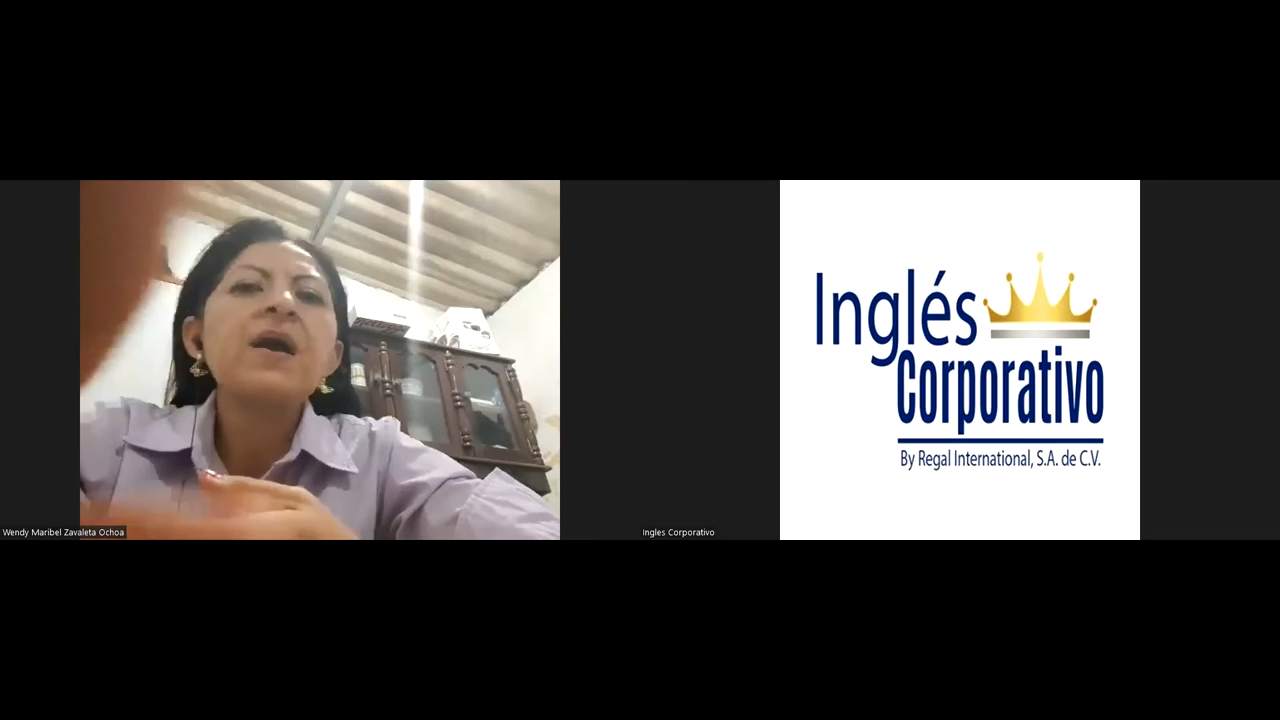 Inglés
Corporativo
By Regal International, S.A. de C.V.
Wendy Maribel Zavaleta Ochoa
Ingles Corporativo